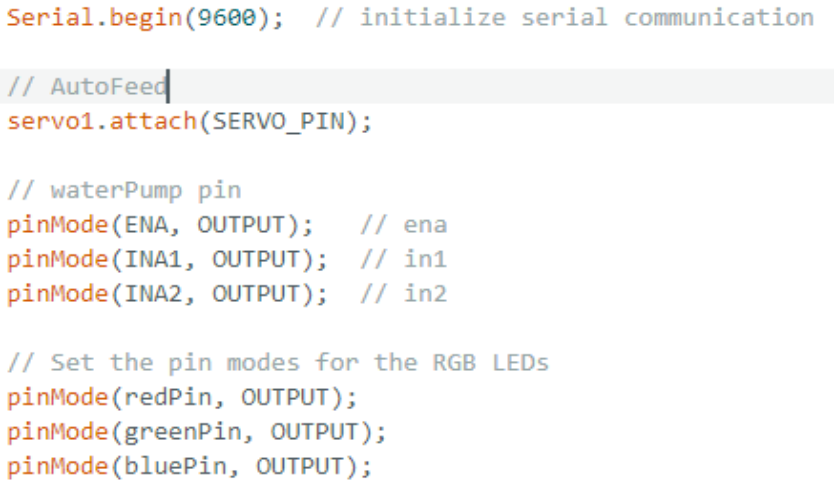 Serial.begin(9600);  // initialize serial communication
// AutoFeed
servo1.attach(SERVO_PIN);
// waterPump pin
pinMode(ENA, OUTPUT);   // ena
pinMode(INA1, OUTPUT);  // in1
pinMode(INA2, OUTPUT);  // in2
// Set the pin modes for the RGB LEDs
pinMode(redPin, OUTPUT);
pinMode(greenPin, OUTPUT);
pinMode(bluePin, OUTPUT);